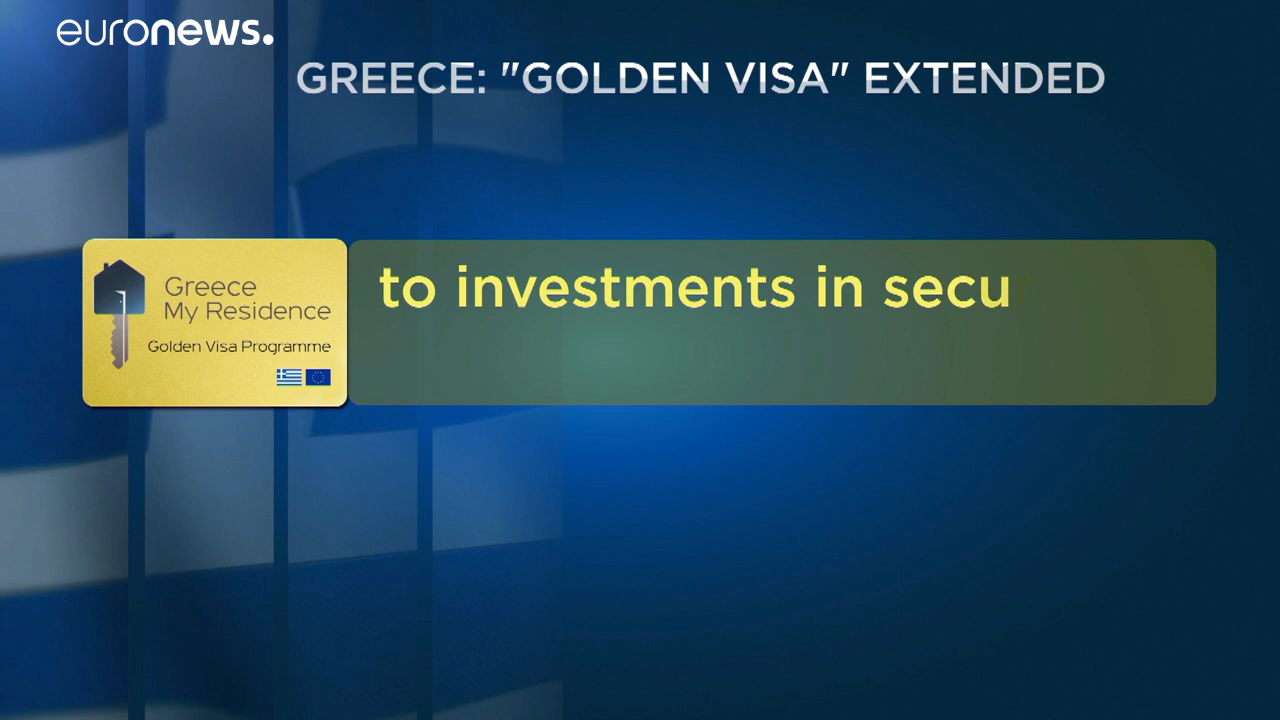 euronews.
GREECE: "GOLDEN VISA" EXTENDED
to investments in secu
Greece
My Residence
Golden Visa Programme